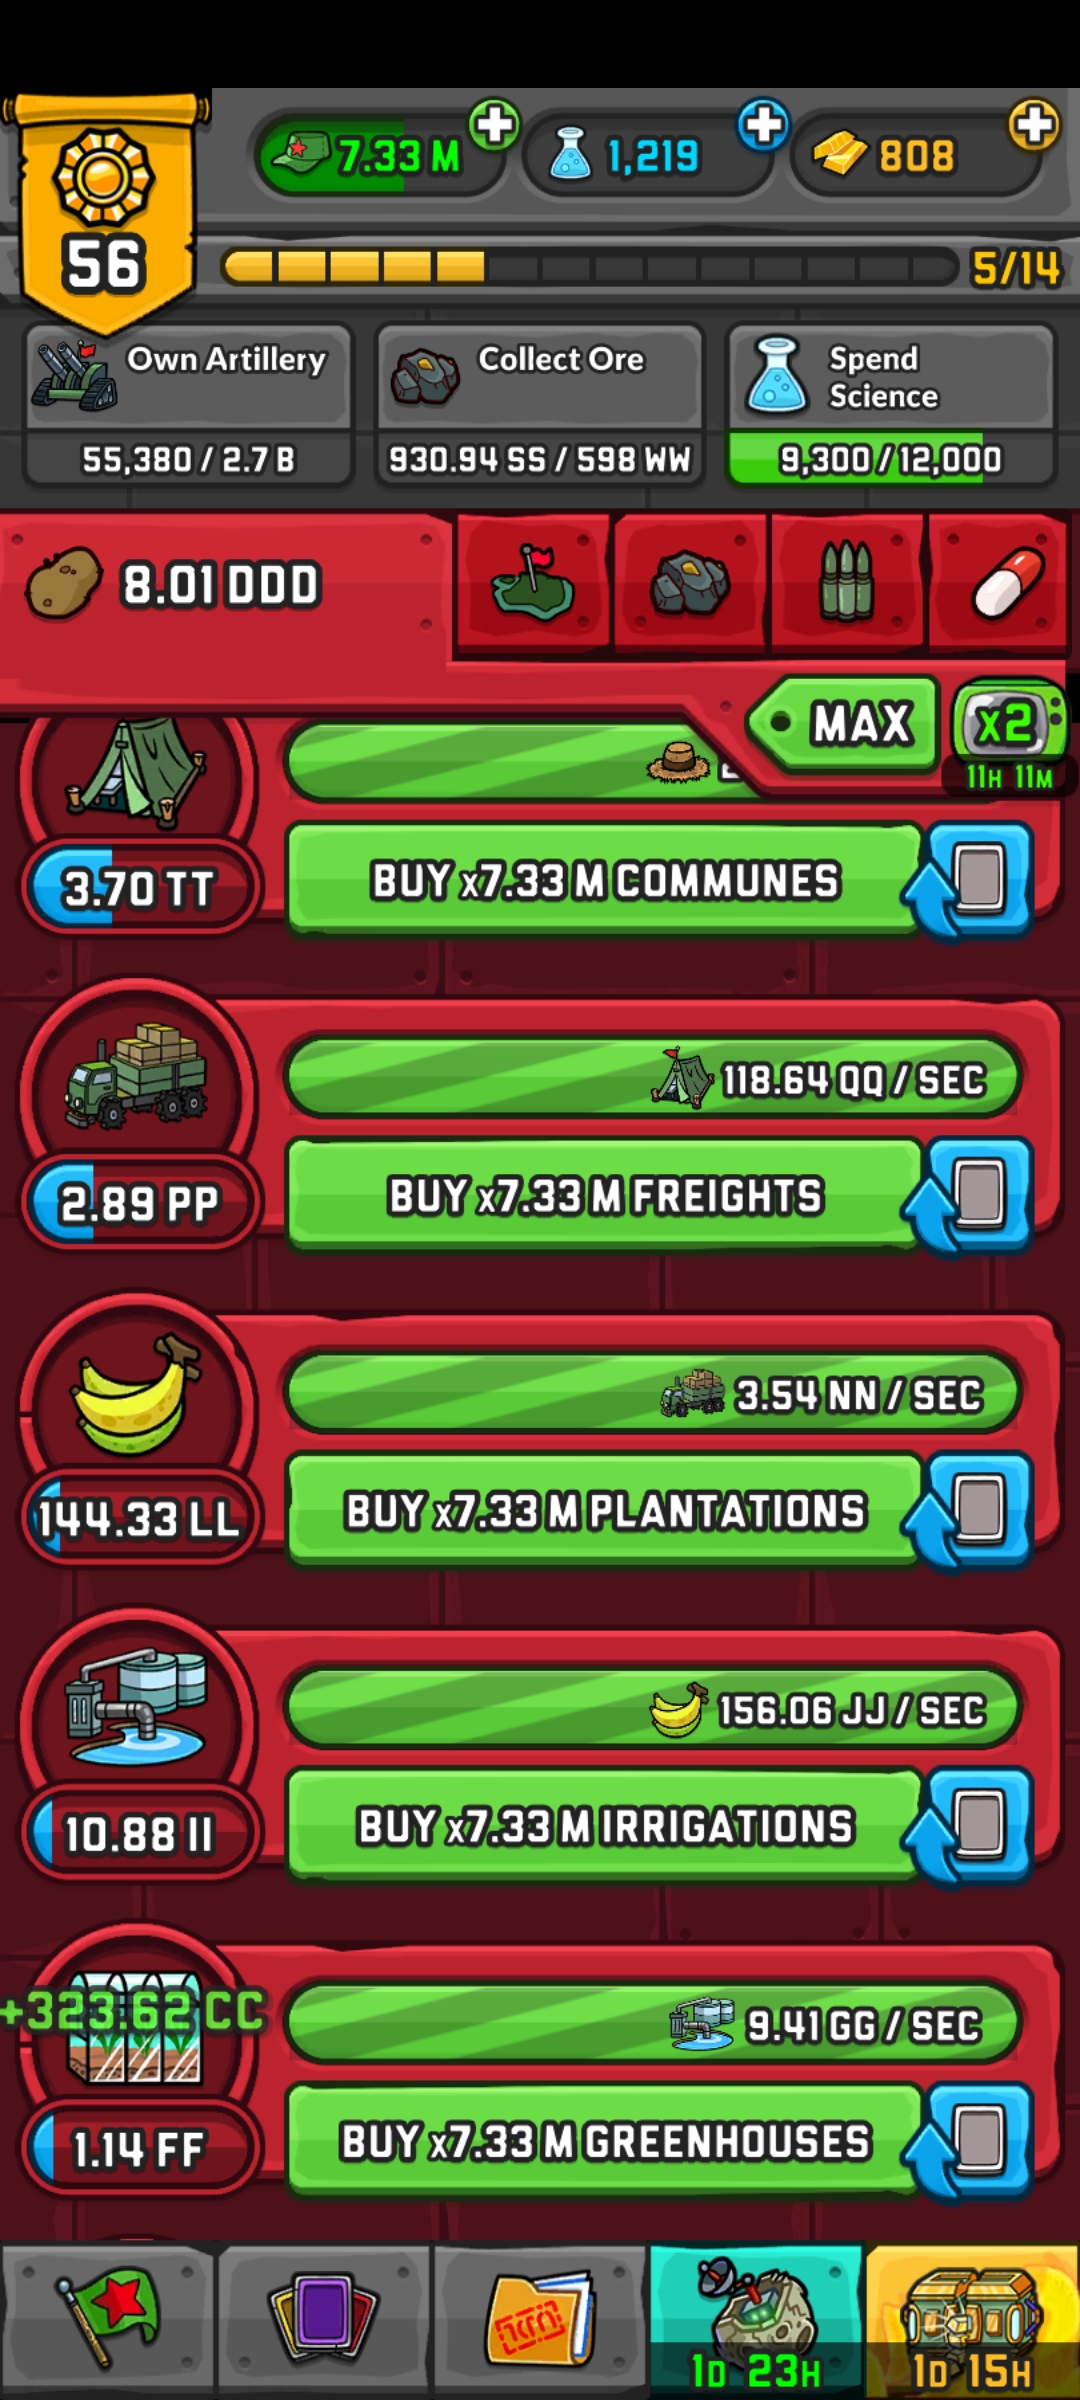 7.33 M
1,219
808
56
5/14
Own Artillery
55,380 / 2.7 B
Collect Ore
930.94 SS / 598 WW
Spend
Science
9,300 / 12,000
8.01 DDD
MAX
x2
11H 11M
3.70 TT
BUY x7.33 M COMMUNES
118.64 QQ / SEC
2.89 PP
BUY x7.33 M FREIGHTS
3.54 NN / SEC
144.33 LL
BUY x7.33 M PLANTATIONS
156.06 JJ / SEC
10.88 II
BUY x7.33 M IRRIGATIONS
+323.62 CC
9.41 GG / SEC
1.14 FF
BUY x7.33 M GREENHOUSES
1D 23H
1D 15H